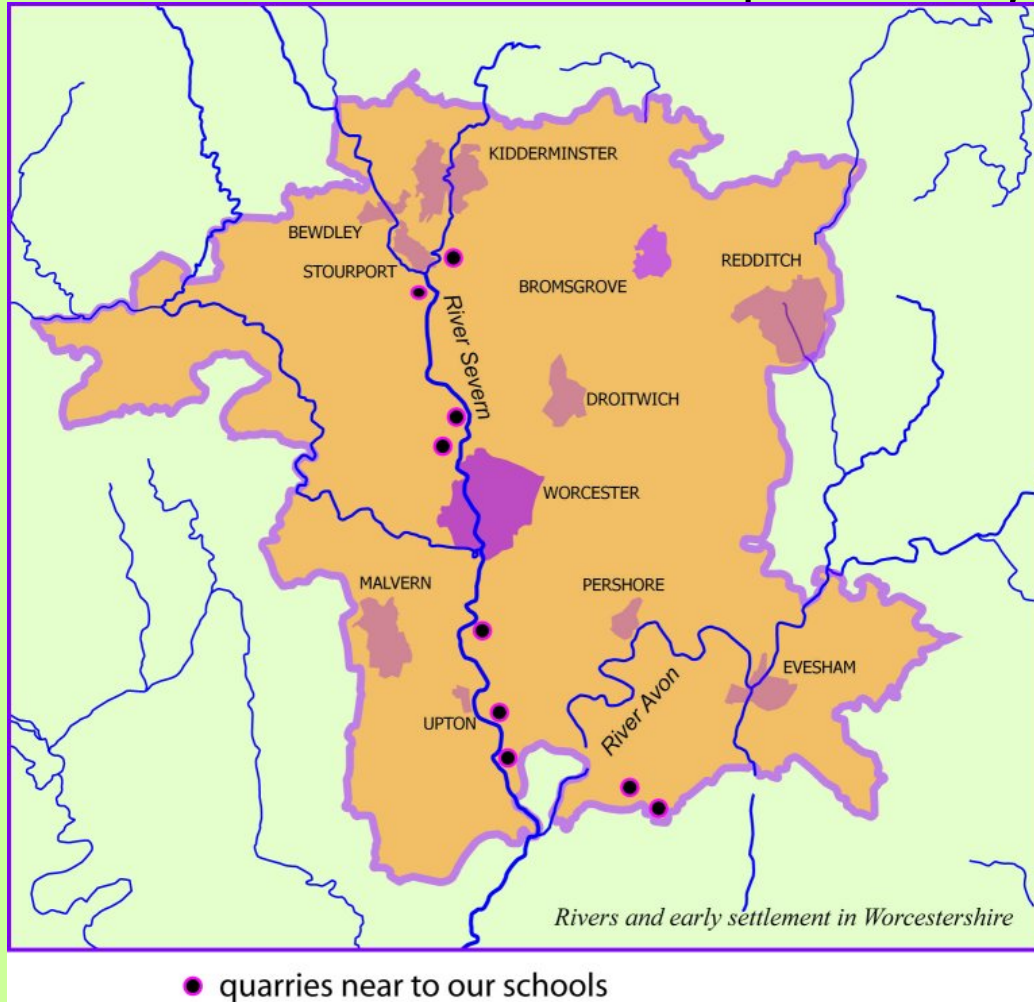 KIDDERMINSTER
BEWDLEY
STOURPORT
REDDITCH
BROMSGROVE
River Severn
DROITWICH
WORCESTER
MALVERN
PERSHORE
EVESHAM
UPTON
River Avon
Rivers and early settlement in Worcestershire
quarries near to our schools